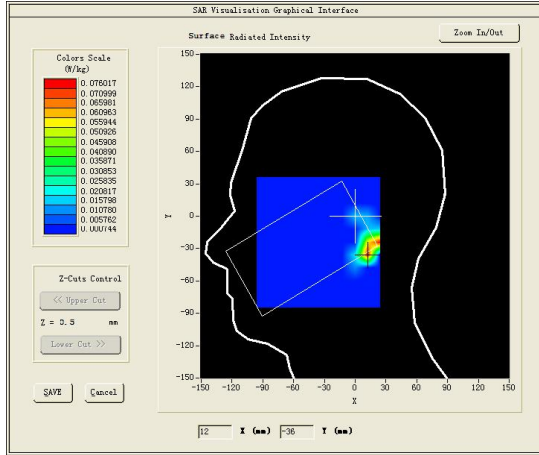 SAR Visualisation Graphical Interface
Surface Radiated Intensity
Zoom In/Out
Colors Scale
(W/kg)
0.076017
0.070999
0.065981
0.060963
0.055944
0.050926
0.045908
0.040890
0.035871
0.030853
0.025835
0.020817
0.015798
0.010780
0.005762
0.000744
Z-Cuts Control
<< Upper Cut
Z = 3.5 mm
Lower Cut >>
SAVE Cancel
150
120
90
60
30
0
-30
-60
-90
-120
-150
Y
-150 -120 -90 -60 -30 0 30 60 90 120 150
X
12 X (mm) -36 Y (mm)